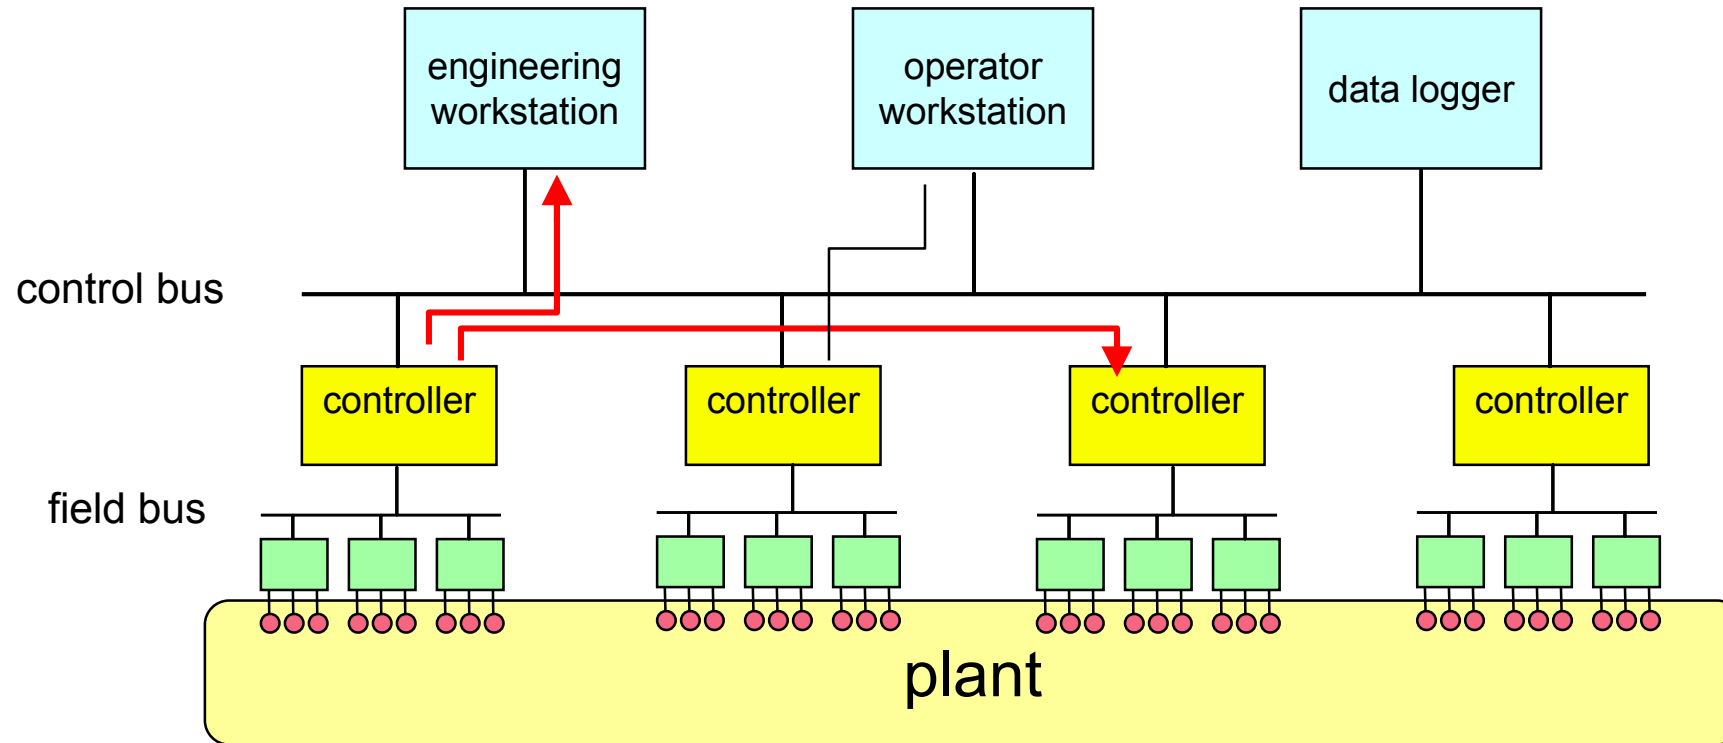 engineering
workstation
operator
workstation
data logger
control bus
controller
controller
controller
controller
field bus
plant